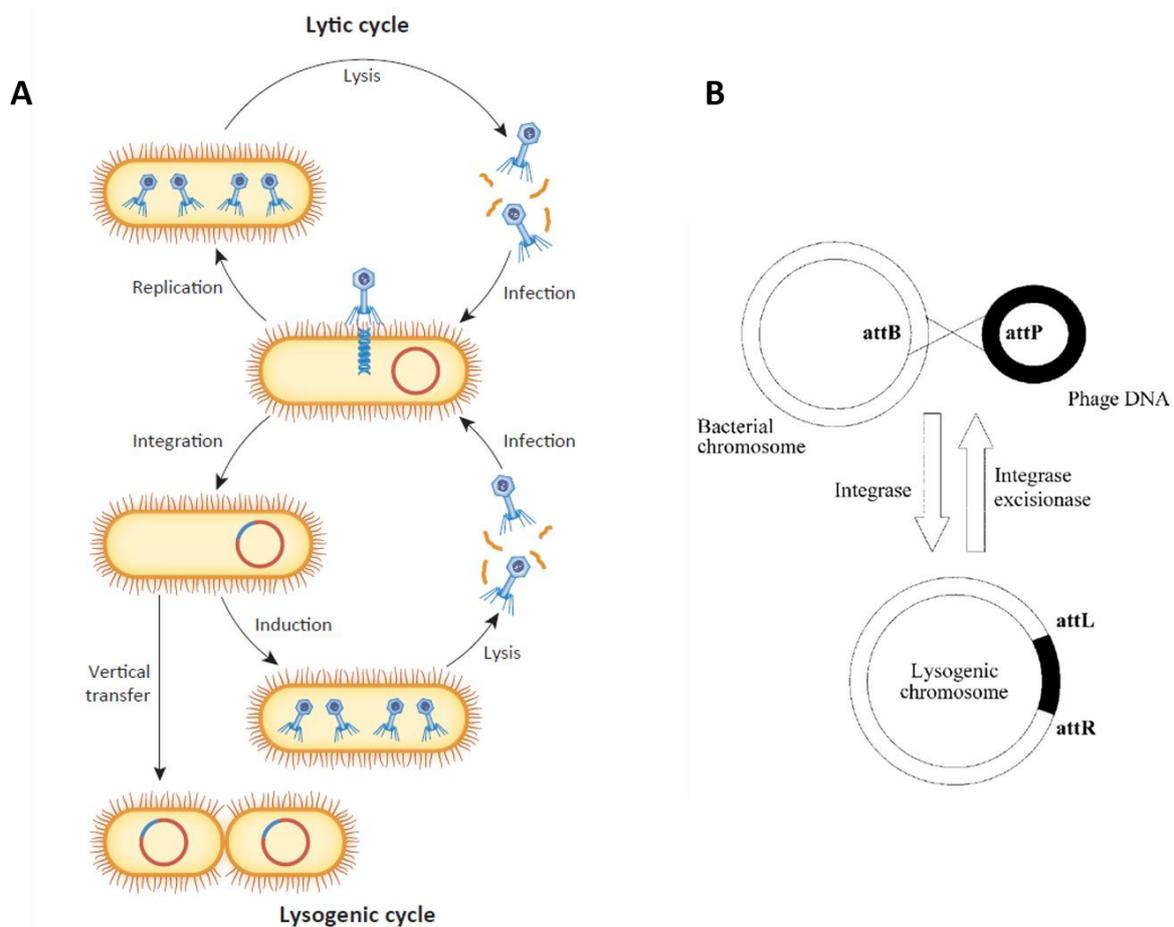 A
Lytic cycle
Lysis
Replication
Infection
Integration
Infection
Induction
Lysis
Vertical
transfer
Lysogenic cycle
B
attB
attP
Phage DNA
Bacterial
chromosome
Integrase
Integrase
excisionase
attL
Lysogenic
chromosome
attR